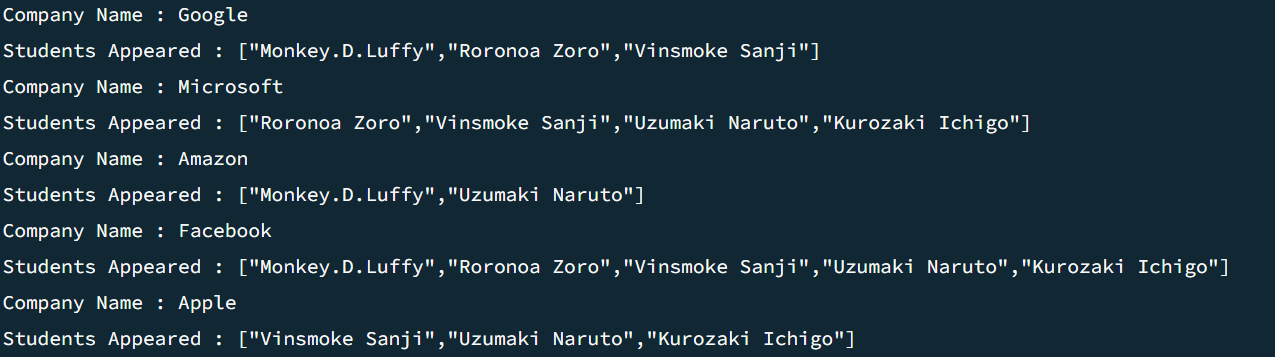 Company Name : Google
Students Appeared : ["Monkey.D.Luffy","Roronoa Zoro","Vinsmoke Sanji"]
Company Name : Microsoft
Students Appeared : ["Roronoa Zoro","Vinsmoke Sanji","Uzumaki Naruto","Kurozaki Ichigo"]
Company Name : Amazon
Students Appeared : ["Monkey.D.Luffy","Uzumaki Naruto"]
Company Name : Facebook
Students Appeared : ["Monkey.D.Luffy","Roronoa Zoro","Vinsmoke Sanji","Uzumaki Naruto","Kurozaki Ichigo"]
Company Name : Apple
Students Appeared : ["Vinsmoke Sanji","Uzumaki Naruto","Kurozaki Ichigo"]